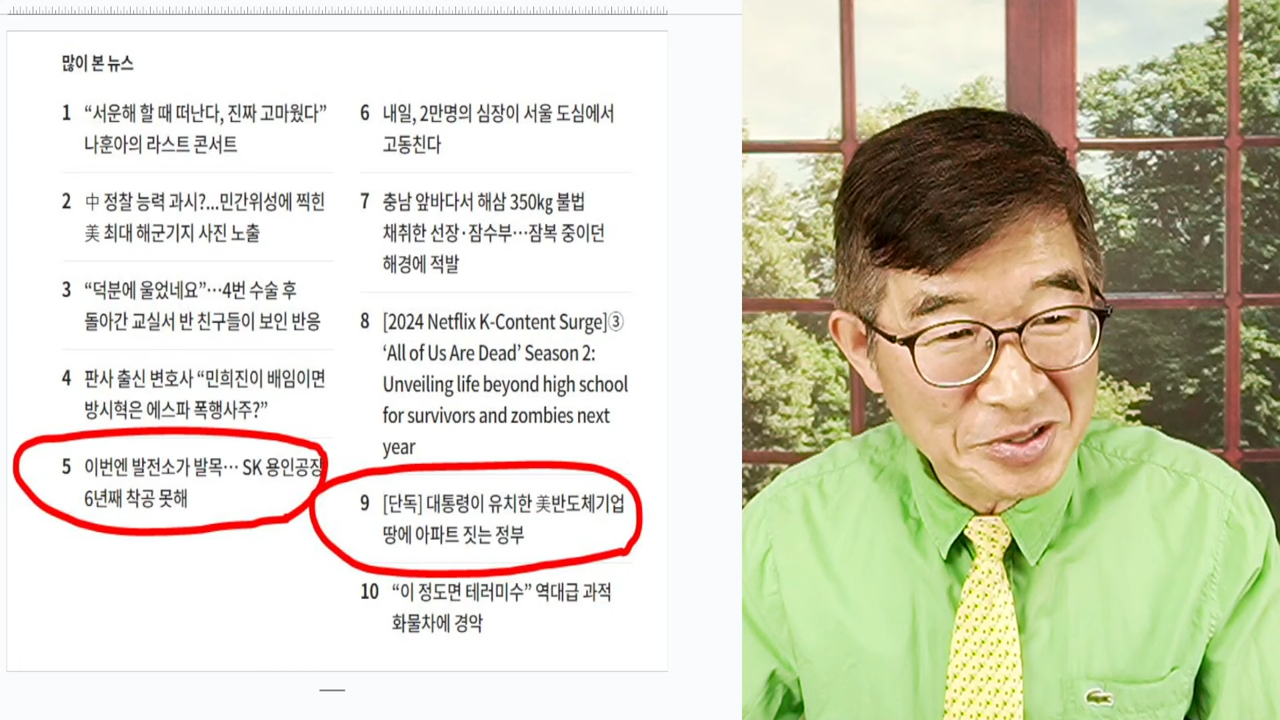 많이 본 뉴스
1 “서운해 할 때 떠난다, 진짜 고마웠다”
나훈아의 라스트 콘서트
2 中 정찰 능력 과시?...민간위성에 찍힌
美 최대 해군기지 사진 노출
3 “덕분에 울었네요”…4번 수술 후
돌아간 교실서 반 친구들이 보인 반응
4 판사 출신 변호사 “민희진이 배임이면
방시혁은 에스파 폭행사주?”
5 이번엔 발전소가 발목… SK 용인공장
6년째 착공 못해
6 내일, 2만명의 심장이 서울 도심에서
고동친다
7 충남 앞바다서 해삼 350kg 불법
채취한 선장·잠수부…잠복 중이던
해경에 적발
8 [2024 Netflix K-Content Surge]③
‘All of Us Are Dead’ Season 2:
Unveiling life beyond high school
for survivors and zombies next
year
9 [단독] 대통령이 유치한 美반도체기업
땅에 아파트 짓는 정부
10 “이 정도면 테러미수” 역대급 과적
화물차에 경악